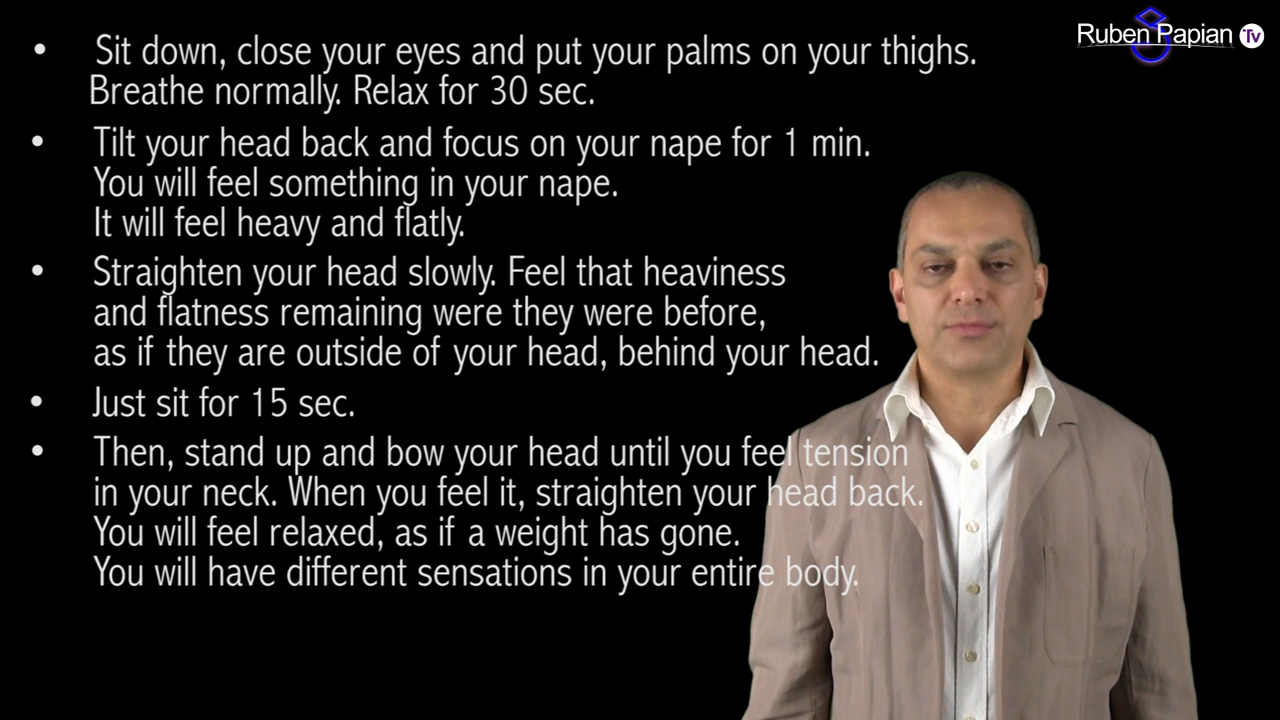 Ruben Papian Tv
• Sit down, close your eyes and put your palms on your thighs.
Breathe normally. Relax for 30 sec.
• Tilt your head back and focus on your nape for 1 min.
You will feel something in your nape.
It will feel heavy and flatly.
• Straighten your head slowly. Feel that heaviness
and flatness remaining were they were before,
as if they are outside of your head, behind your head.
• Just sit for 15 sec.
• Then, stand up and bow your head until you feel tension
in your neck. When you feel it, straighten your head back.
You will feel relaxed, as if a weight has gone.
You will have different sensations in your entire body.